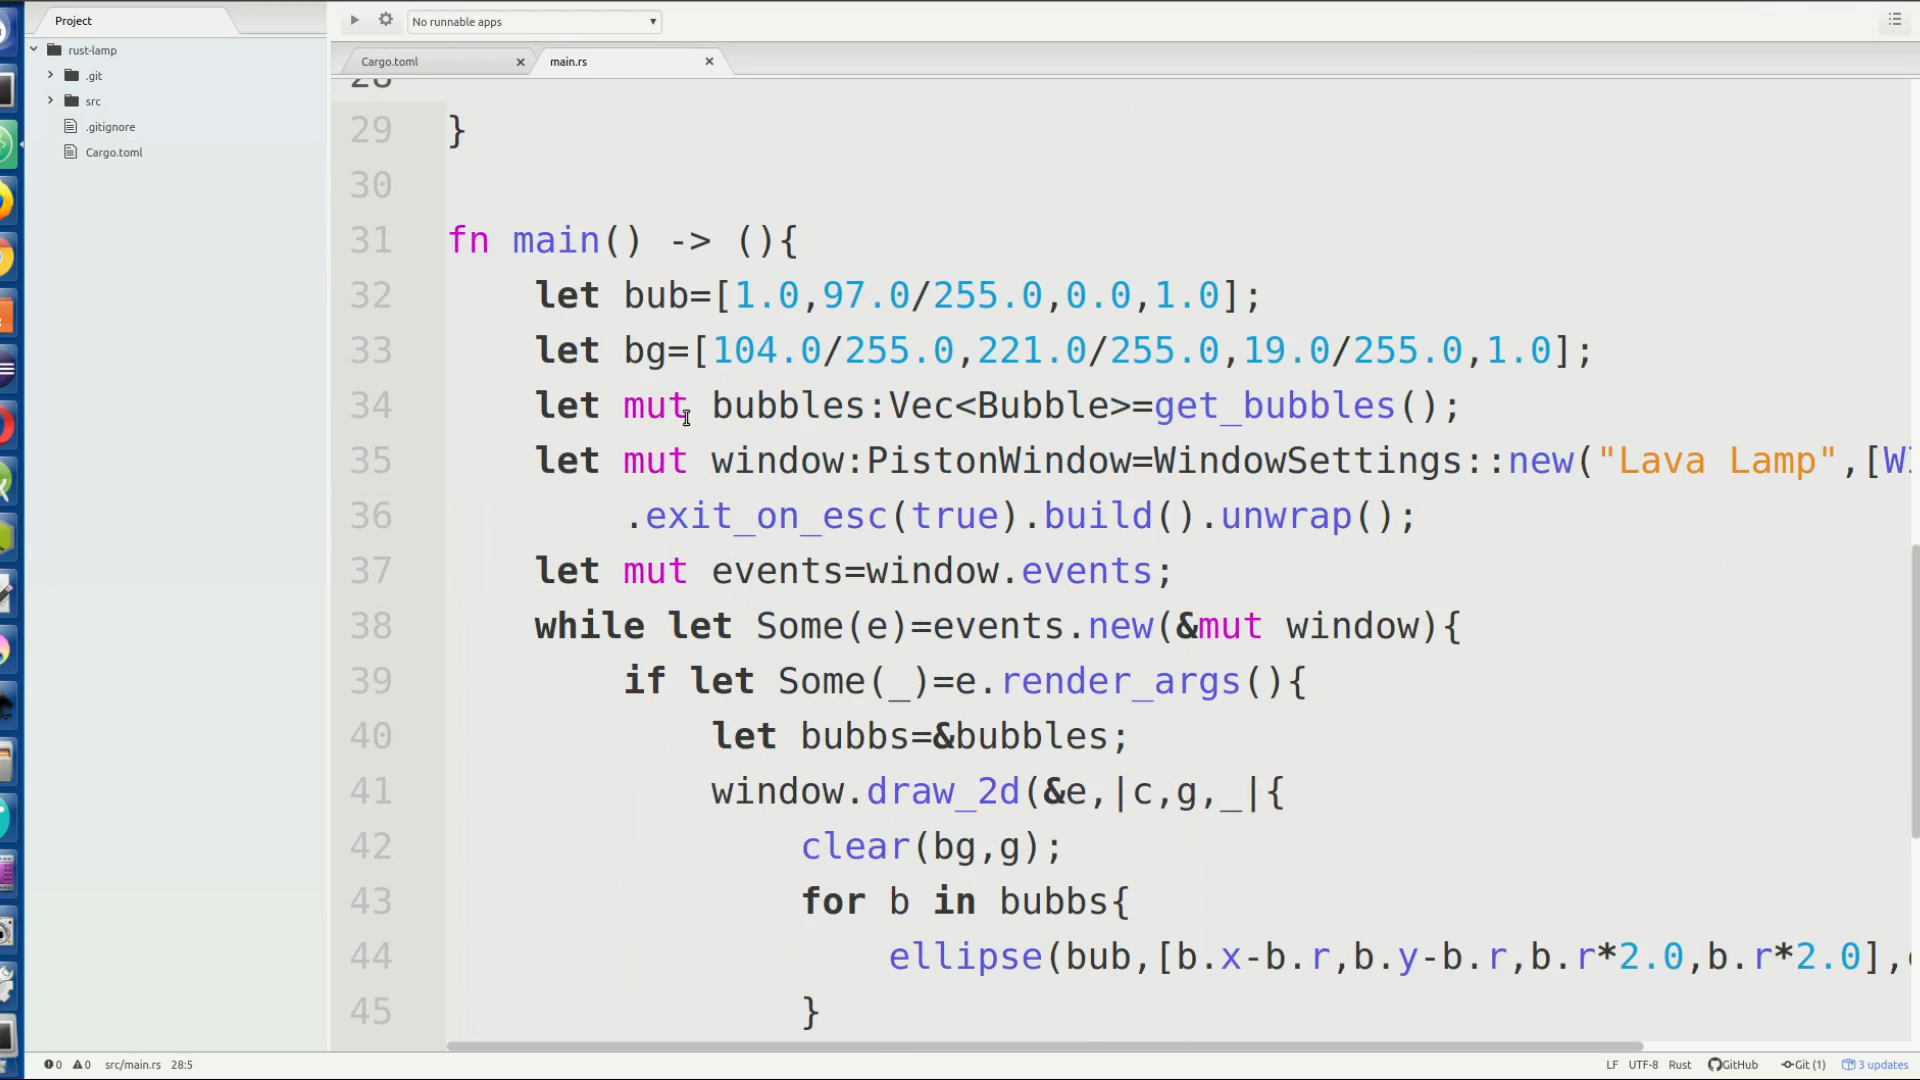 Project
No runnable apps
rust-lamp
.git
src
.gitignore
Cargo.toml
Cargo.toml
main.rs
28
29 }
30
31 fn main() -> (){
32 let bub=[1.0,97.0/255.0,0.0,1.0];
33 let bg=[104.0/255.0,221.0/255.0,19.0/255.0,1.0];
34 let mut bubbles:Vec<Bubble>=get_bubbles();
35 let mut window:PistonWindow=WindowSettings::new("Lava Lamp",[W
36 .exit_on_esc(true).build().unwrap();
37 let mut events=window.events;
38 while let Some(e)=events.new(&mut window){
39 if let Some(_)=e.render_args(){
40 let bubbs=&bubbles;
41 window.draw_2d(&e,|c,g,_|{
42 clear(bg,g);
43 for b in bubbs{
44 ellipse(bub,[b.x-b.r,b.y-b.r,b.r*2.0,b.r*2.0],
45 }
0 0 src/main.rs 28:5
LF UTF-8 Rust GitHub Git (1) 3 updates